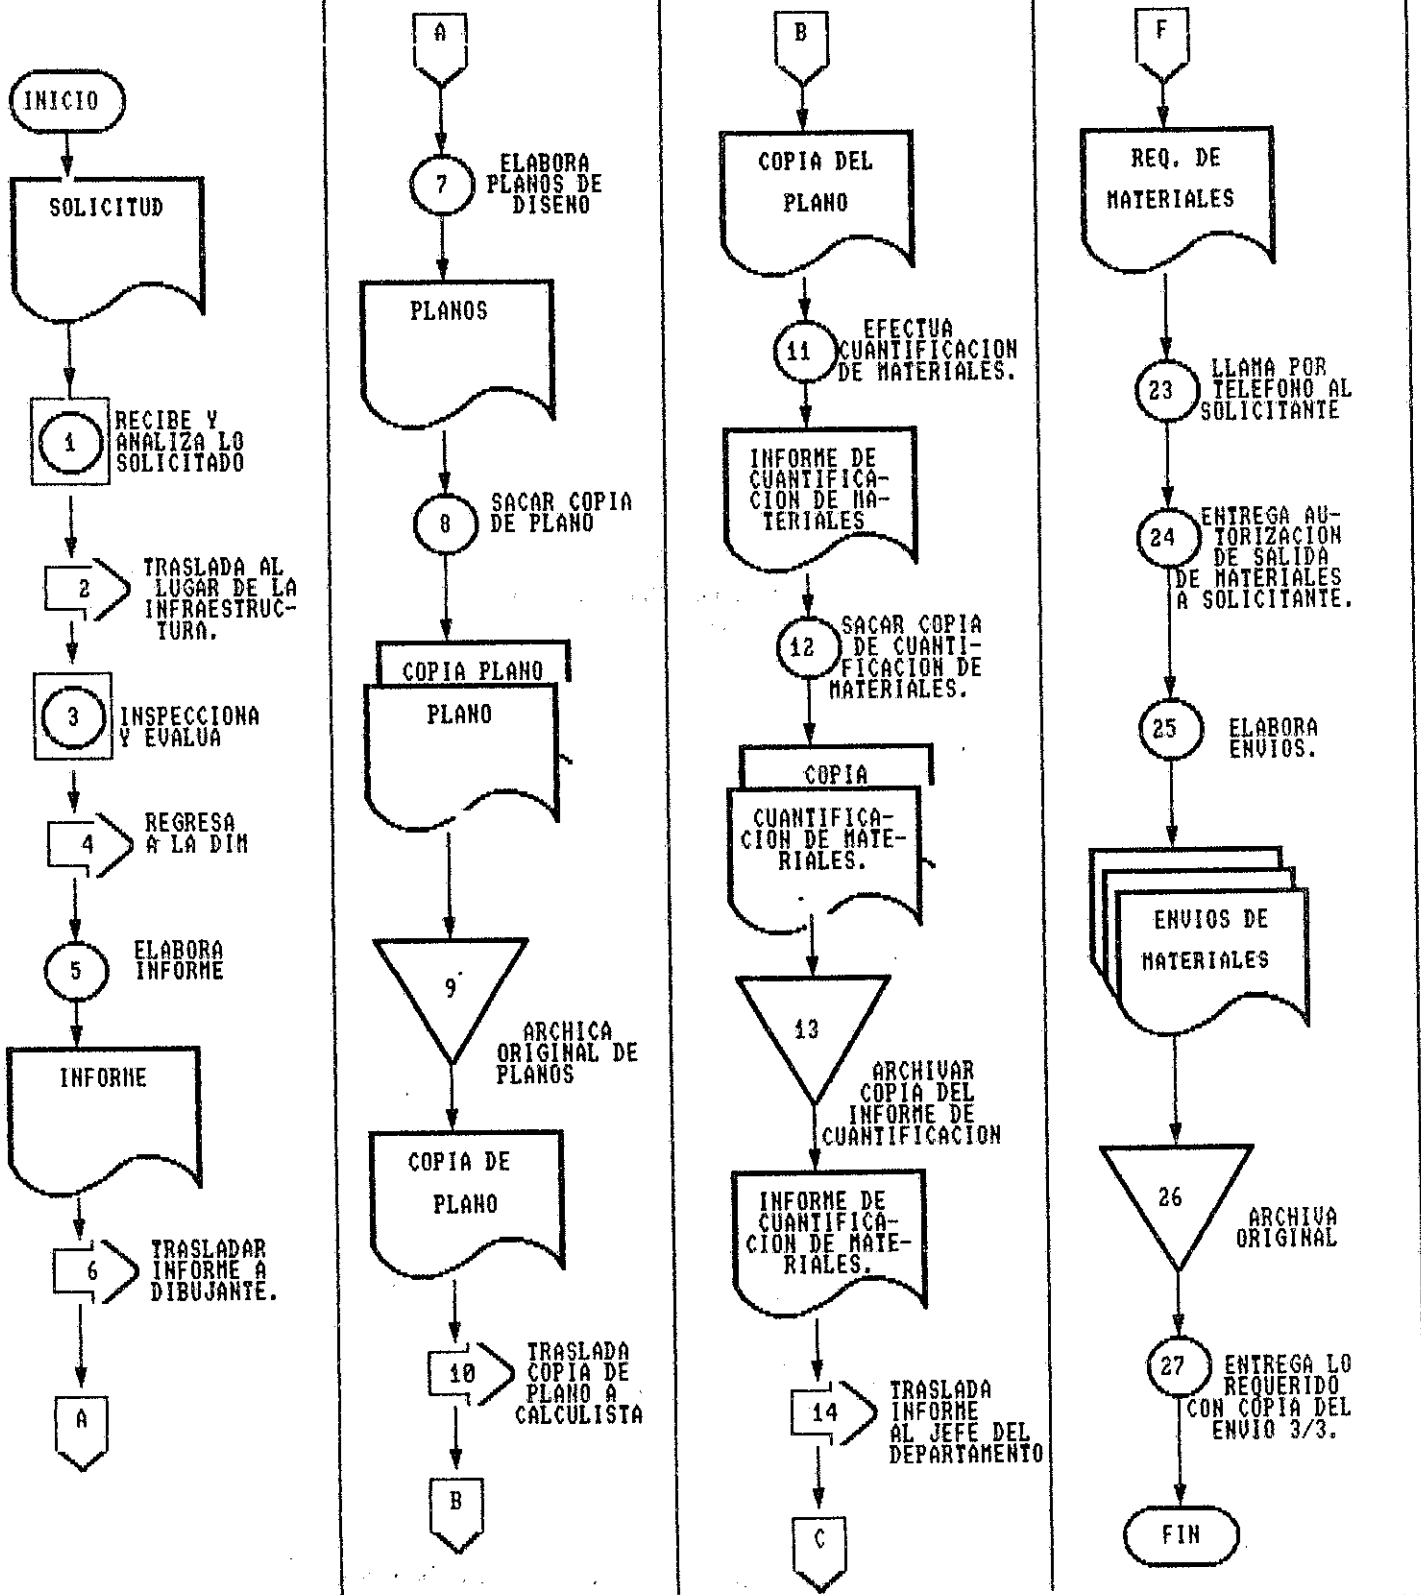 INICIO
SOLICITUD
1
RECIBE Y
ANALIZA LO
SOLICITADO
2
TRASLADA AL
LUGAR DE LA
INFRAESTRUC-
TURA.
3
INSPECCIONA
Y EVALUA
4
REGRESA
A LA DIM
5
ELABORA
INFORME
INFORME
6
TRASLADAR
INFORME A
DIBUJANTE.
A
A
7
ELABORA
PLANOS DE
DISENO
PLANOS
8
SACAR COPIA
DE PLANO
COPIA PLANO
PLANO
9
ARCHICA
ORIGINAL DE
PLANOS
COPIA DE
PLANO
10
TRASLADA
COPIA DE
PLANO A
CALCULISTA
B
B
COPIA DEL
PLANO
11
EFECTUA
CUANTIFICACION
DE MATERIALES.
INFORME DE
CUANTIFICA-
CION DE MA-
TERIALES
12
SACAR COPIA
DE CUANTI-
FICACION DE
MATERIALES.
COPIA
CUANTIFICA-
CION DE MATE-
RIALES.
13
ARCHIVAR
COPIA DEL
INFORME DE
CUANTIFICACION
INFORME DE
CUANTIFICA-
CION DE MATE-
RIALES.
14
TRASLADA
INFORME
AL JEFE DEL
DEPARTAMENTO
C
F
REQ. DE
MATERIALES
23
LLAMA POR
TELEFONO AL
SOLICITANTE
24
ENTREGA AU-
TORIZACION
DE SALIDA
DE MATERIALES
A SOLICITANTE.
25
ELABORA
ENVIOS.
ENVIOS DE
MATERIALES
26
ARCHIVA
ORIGINAL
27
ENTREGA LO
REQUERIDO
CON COPIA DEL
ENVIO 3/3.
FIN